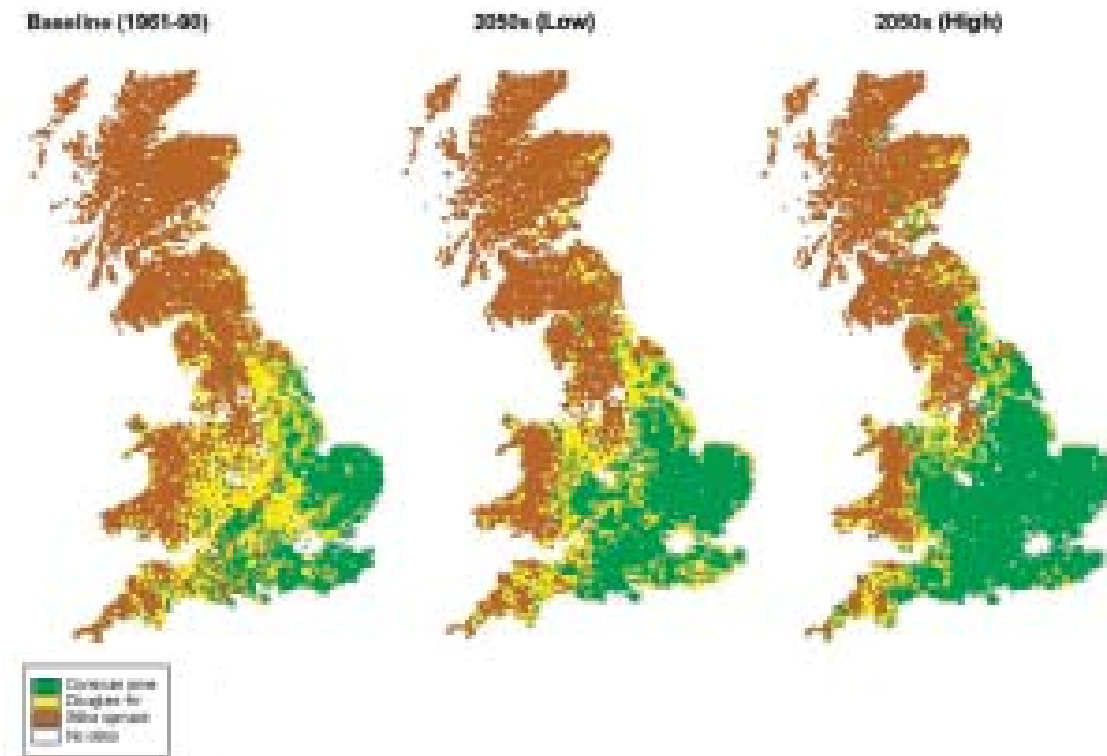 Baseline (1961-90)
2050s (Low)
2050s (High)
Corsican pine
Douglas fir
Sitka spruce
No data